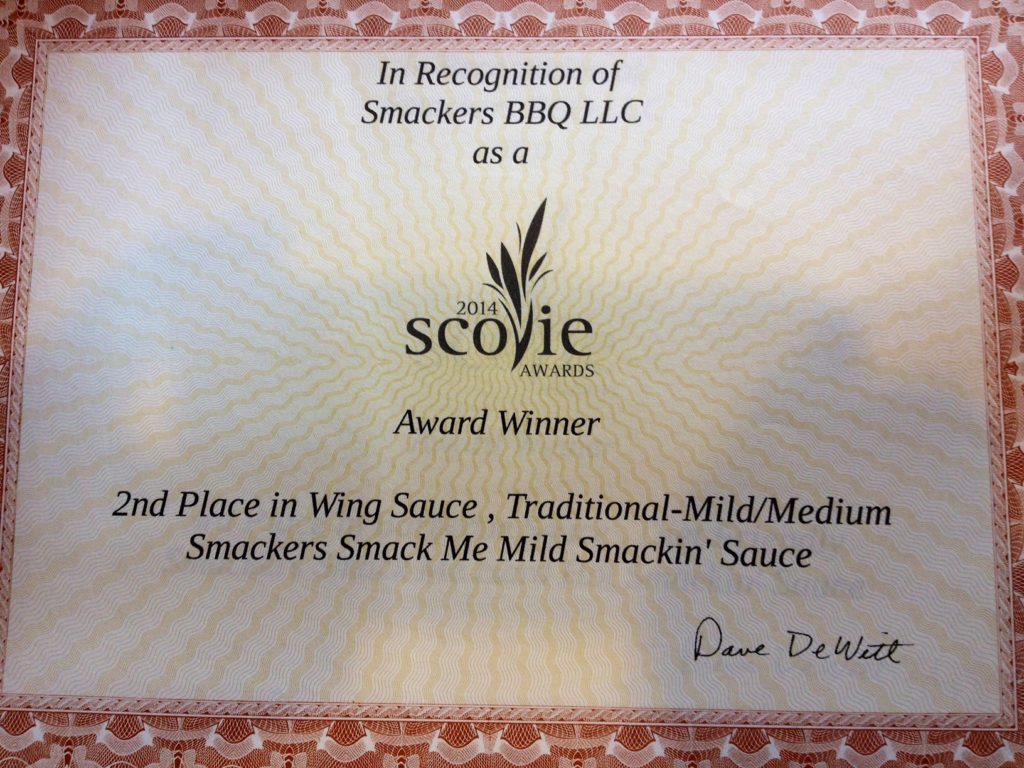 In Recognition of
Smackers BBQ LLC
as a
2014
scovie
AWARDS
Award Winner
2nd Place in Wing Sauce , Traditional-Mild/Medium
Smackers Smack Me Mild Smackin' Sauce
Dave DeWitt